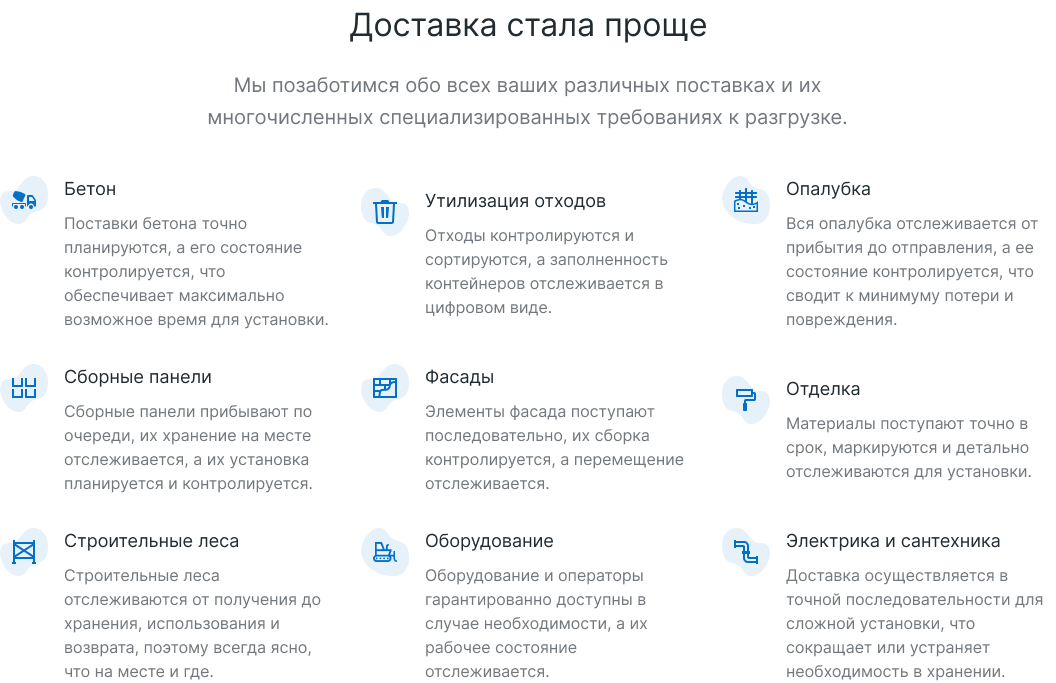 Доставка стала проще
Мы позаботимся обо всех ваших различных поставках и их
многочисленных специализированных требованиях к разгрузке.
Бетон
Поставки бетона точно
планируются, а его состояние
контролируется, что
обеспечивает максимально
возможное время для установки.
Утилизация отходов
Отходы контролируются и
сортируются, а заполненность
контейнеров отслеживается в
цифровом виде.
Опалубка
Вся опалубка отслеживается от
прибытия до отправления, а ее
состояние контролируется, что
сводит к минимуму потери и
повреждения.
Сборные панели
Сборные панели прибывают по
очереди, их хранение на месте
отслеживается, а их установка
планируется и контролируется.
Фасады
Элементы фасада поступают
последовательно, их сборка
контролируется, а перемещение
отслеживается.
Отделка
Материалы поступают точно в
срок, маркируются и детально
отслеживаются для установки.
Строительные леса
Строительные леса
отслеживаются от получения до
хранения, использования и
возврата, поэтому всегда ясно,
что на месте и где.
Оборудование
Оборудование и операторы
гарантированно доступны в
случае необходимости, а их
рабочее состояние
отслеживается.
Электрика и сантехника
Доставка осуществляется в
точной последовательности для
сложной установки, что
сокращает или устраняет
необходимость в хранении.